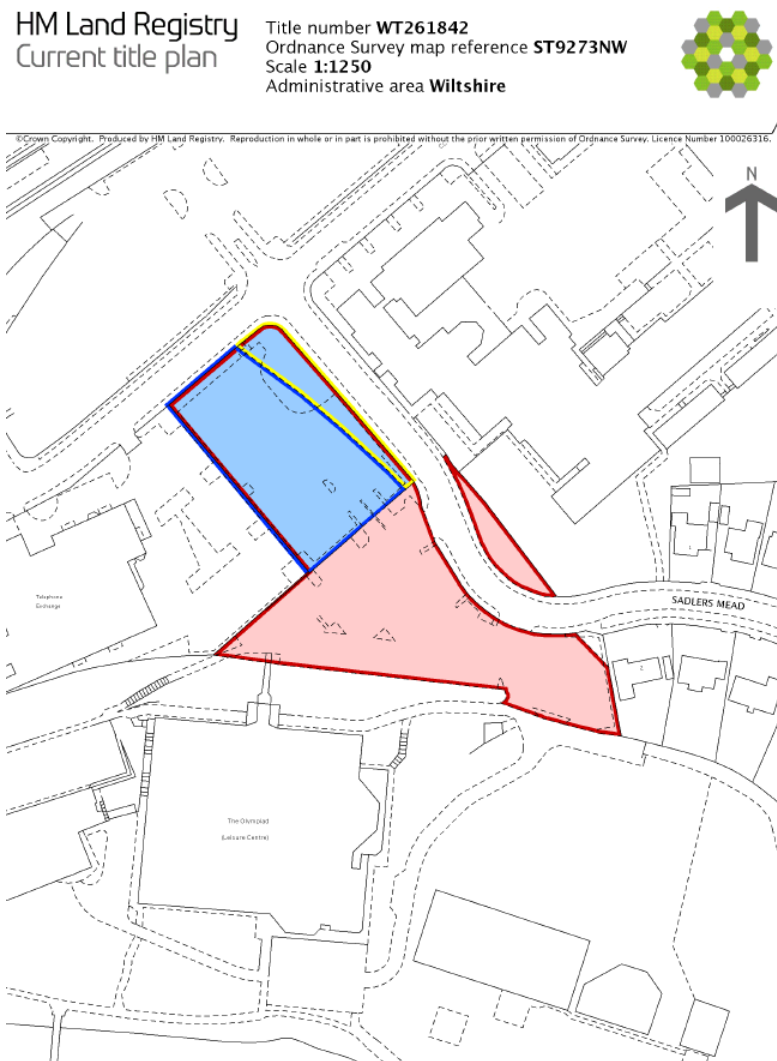 HM Land Registry
Current title plan
Title number WT261842
Ordnance Survey map reference ST9273NW
Scale 1:1250
Administrative area Wiltshire
©Crown Copyright. Produced by HM Land Registry. Reproduction in whole or in part is prohibited without the prior written permission of Ordnance Survey. Licence Number 100026316.
N
Telephone
Exchange
SADLERS MEAD
1
2
The Olympiad
(Leisure Centre)